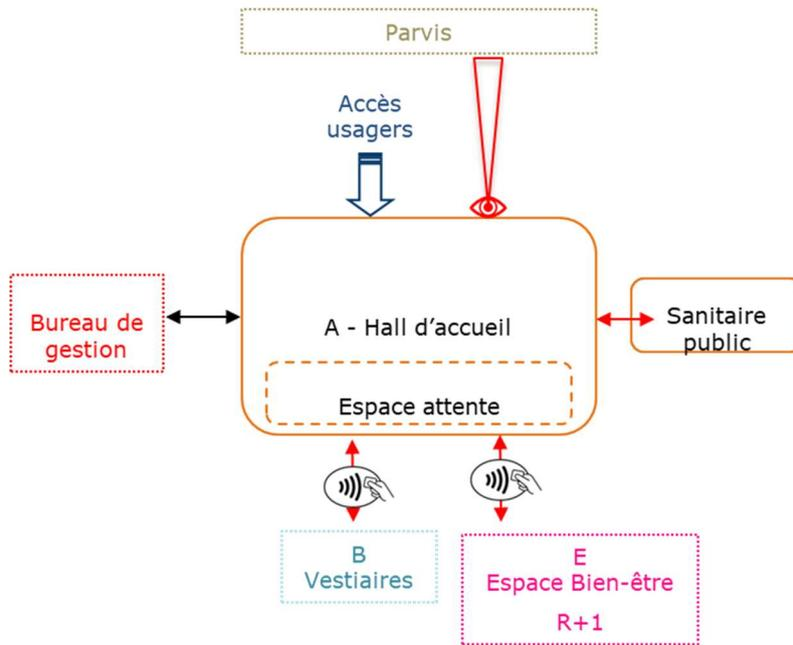 Parvis
Accès
usagers
Bureau de
gestion
A - Hall d’accueil
Sanitaire
public
Espace attente
B
Vestiaires
E
Espace Bien-être
R+1